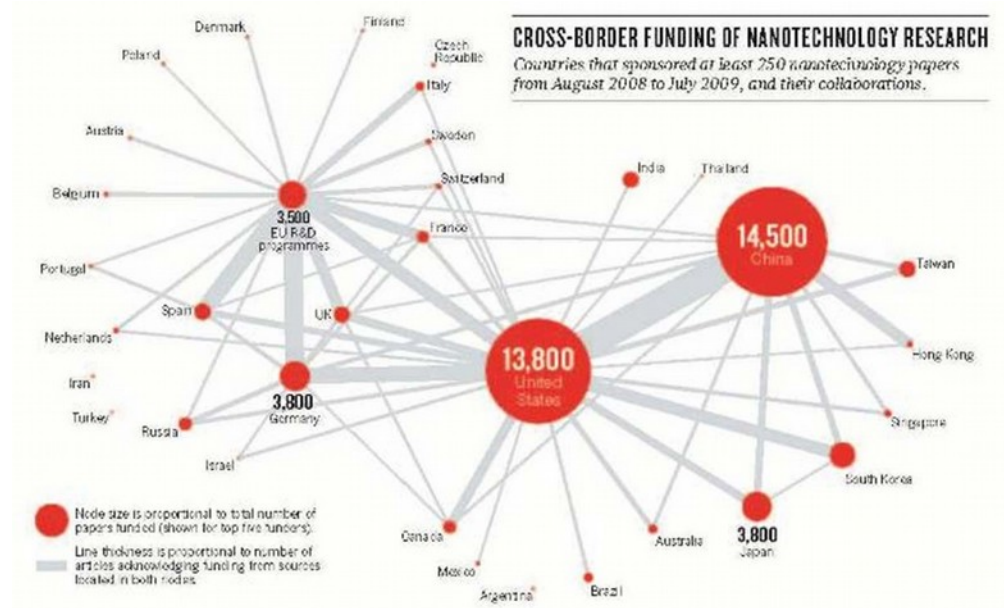 CROSS-BORDER FUNDING OF NANOTECHNOLOGY RESEARCH
Countries that sponsored at least 250 nanotechnology papers
from August 2008 to July 2009, and their collaborations.
Denmark
Finland
Poland
Czech
Republic
Italy
Austria
Sweden
Switzerland
India
Thailand
Belgium
3,500
EU R&D
programmes
France
14,500
China
Portugal
Taiwan
Spain
UK
Netherlands
13,800
United
States
Hong Kong
Iran
3,800
Germany
Turkey
Russia
Singapore
Israel
South Korea
Node size is proportional to total number of
papers funded (shown for top five funders).
Canada
Australia
3,800
Japan
Line thickness is proportional to number of
articles acknowledging funding from sources
located in both nodes.
Mexico
Argentina
Brazil